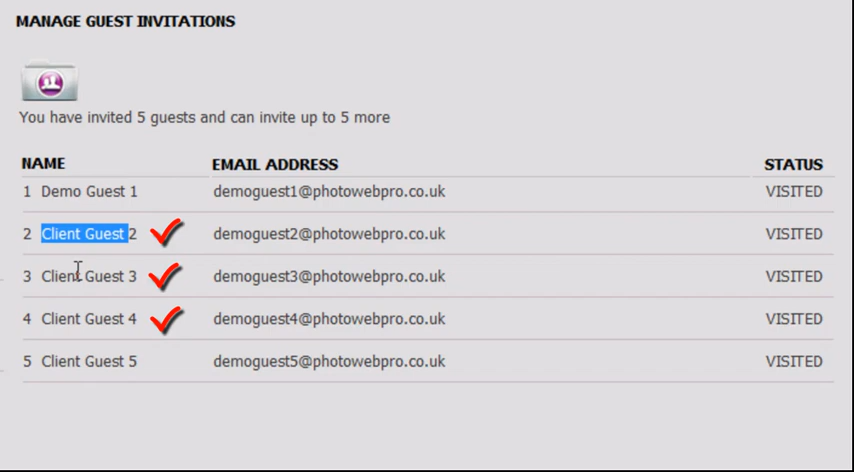 MANAGE GUEST INVITATIONS
You have invited 5 guests and can invite up to 5 more
NAME EMAIL ADDRESS STATUS
1 Demo Guest 1 demoguest1@photowebpro.co.uk VISITED
2 Client Guest 2 demoguest2@photowebpro.co.uk VISITED
3 Client Guest 3 demoguest3@photowebpro.co.uk VISITED
4 Client Guest 4 demoguest4@photowebpro.co.uk VISITED
5 Client Guest 5 demoguest5@photowebpro.co.uk VISITED